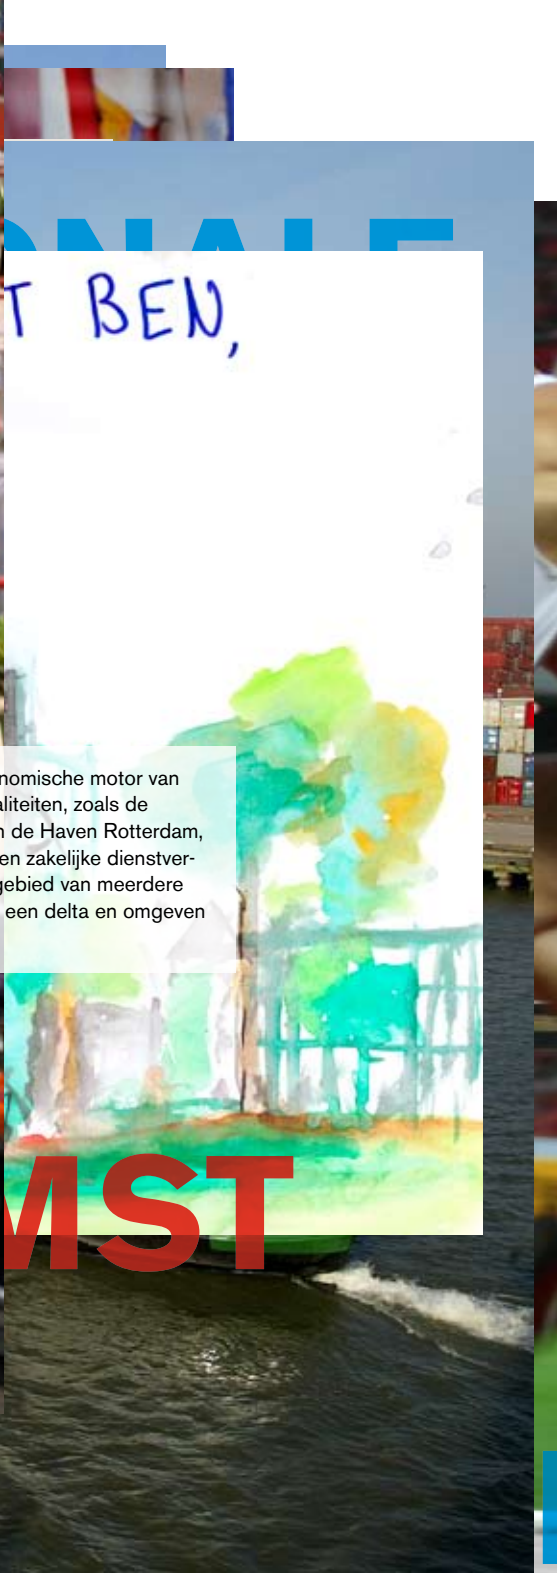 ONALE
T BEN,
nomische motor van
aliteiten, zoals de
n de Haven Rotterdam,
en zakelijke dienstver-
gebied van meerdere
een delta en omgeven
MST